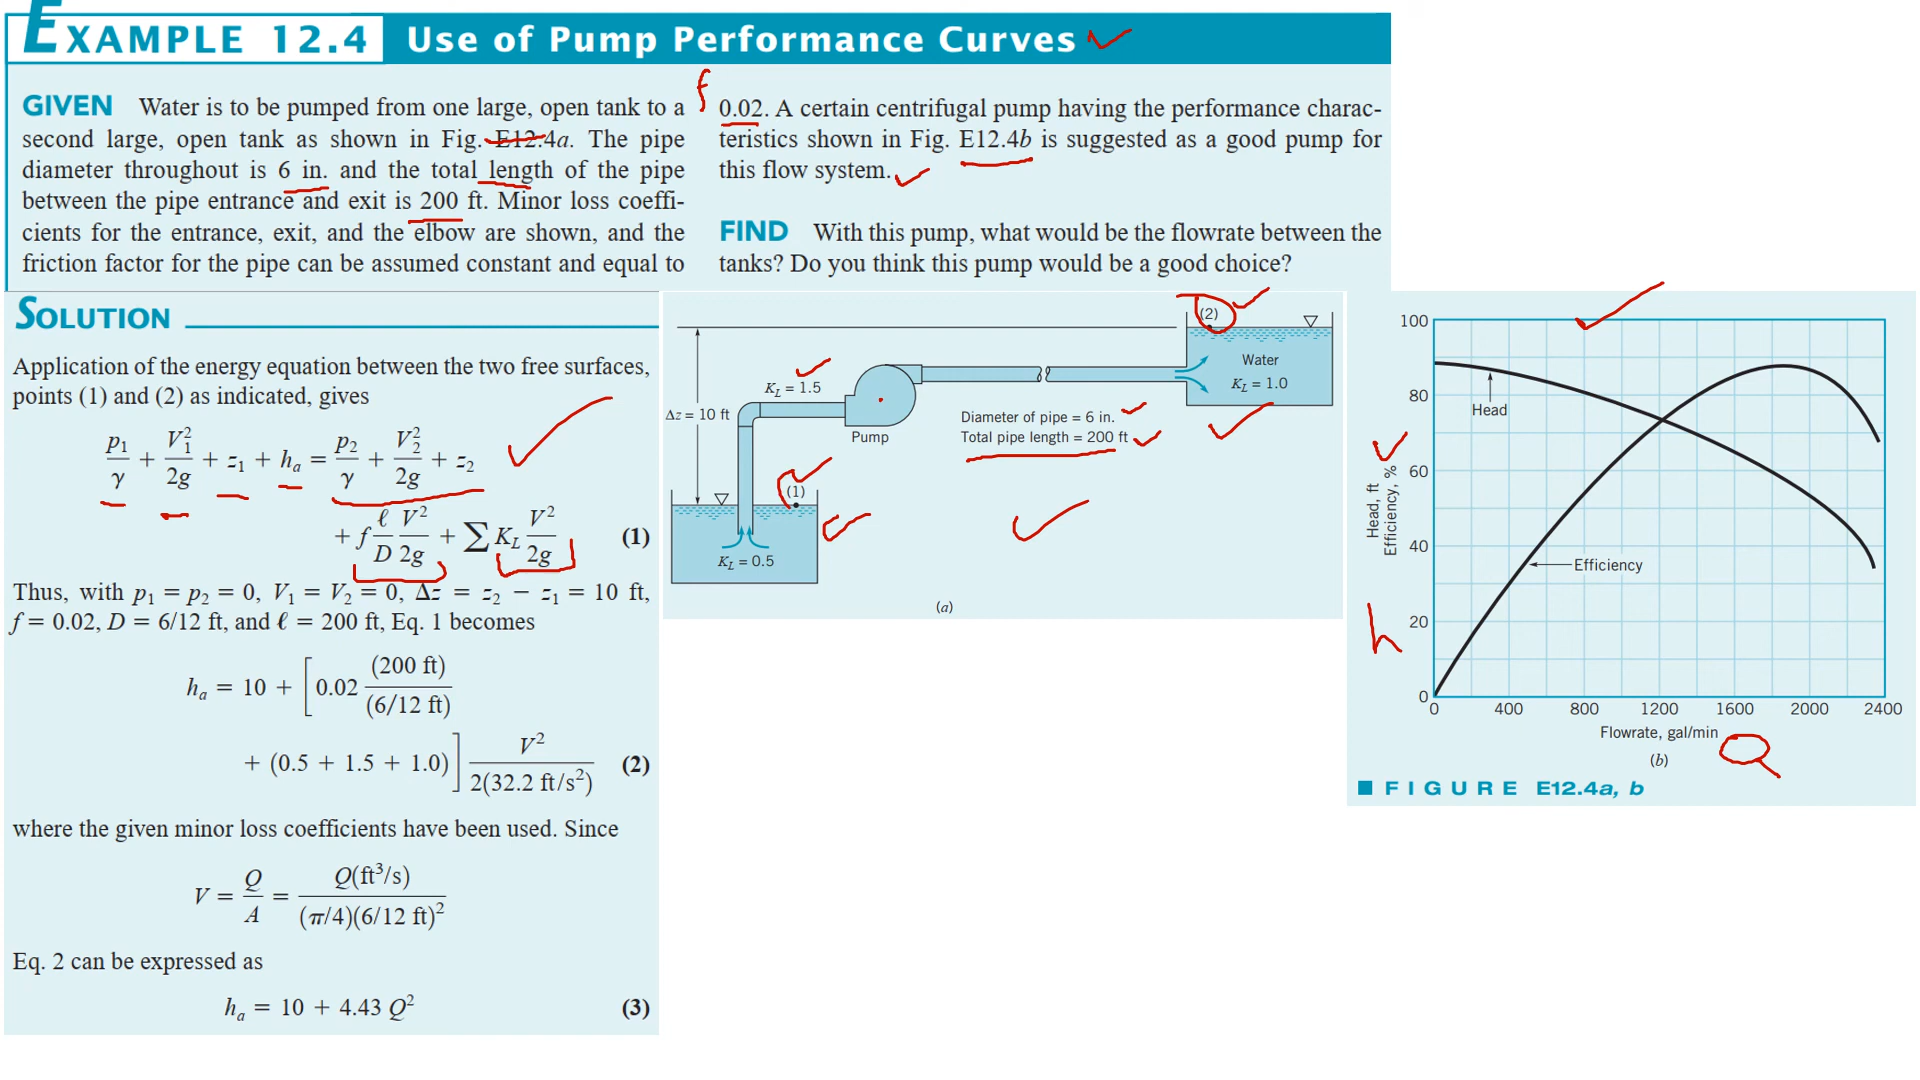 EXAMPLE 12.4 Use of Pump Performance Curves
GIVEN Water is to be pumped from one large, open tank to a
second large, open tank as shown in Fig. E12.4a. The pipe
diameter throughout is 6 in. and the total length of the pipe
between the pipe entrance and exit is 200 ft. Minor loss coeffi-
cients for the entrance, exit, and the elbow are shown, and the
friction factor for the pipe can be assumed constant and equal to
f
0.02. A certain centrifugal pump having the performance charac-
teristics shown in Fig. E12.4b is suggested as a good pump for
this flow system.
FIND With this pump, what would be the flowrate between the
tanks? Do you think this pump would be a good choice?
SOLUTION
Application of the energy equation between the two free surfaces,
points (1) and (2) as indicated, gives
p₁/γ + V₁²/2g + z₁ + hₐ = p₂/γ + V₂²/2g + z₂
+ f ℓ/D V²/2g + ∑ K_L V²/2g (1)
Thus, with p₁ = p₂ = 0, V₁ = V₂ = 0, Δz = z₂ − z₁ = 10 ft,
f = 0.02, D = 6/12 ft, and ℓ = 200 ft, Eq. 1 becomes
hₐ = 10 + [0.02 (200 ft)/(6/12 ft)
+ (0.5 + 1.5 + 1.0)] V²/2(32.2 ft/s²) (2)
where the given minor loss coefficients have been used. Since
V = Q/A = Q(ft³/s)/(π/4)(6/12 ft)²
Eq. 2 can be expressed as
hₐ = 10 + 4.43 Q² (3)
(2)
Water
K_L = 1.0
K_L = 1.5
Δz = 10 ft
Pump
Diameter of pipe = 6 in.
Total pipe length = 200 ft
(1)
K_L = 0.5
(a)
100
80
60
40
20
0
Head, ft
Efficiency, %
h
Head
Efficiency
0 400 800 1200 1600 2000 2400
Flowrate, gal/min
Q
(b)
FIGURE E12.4a, b